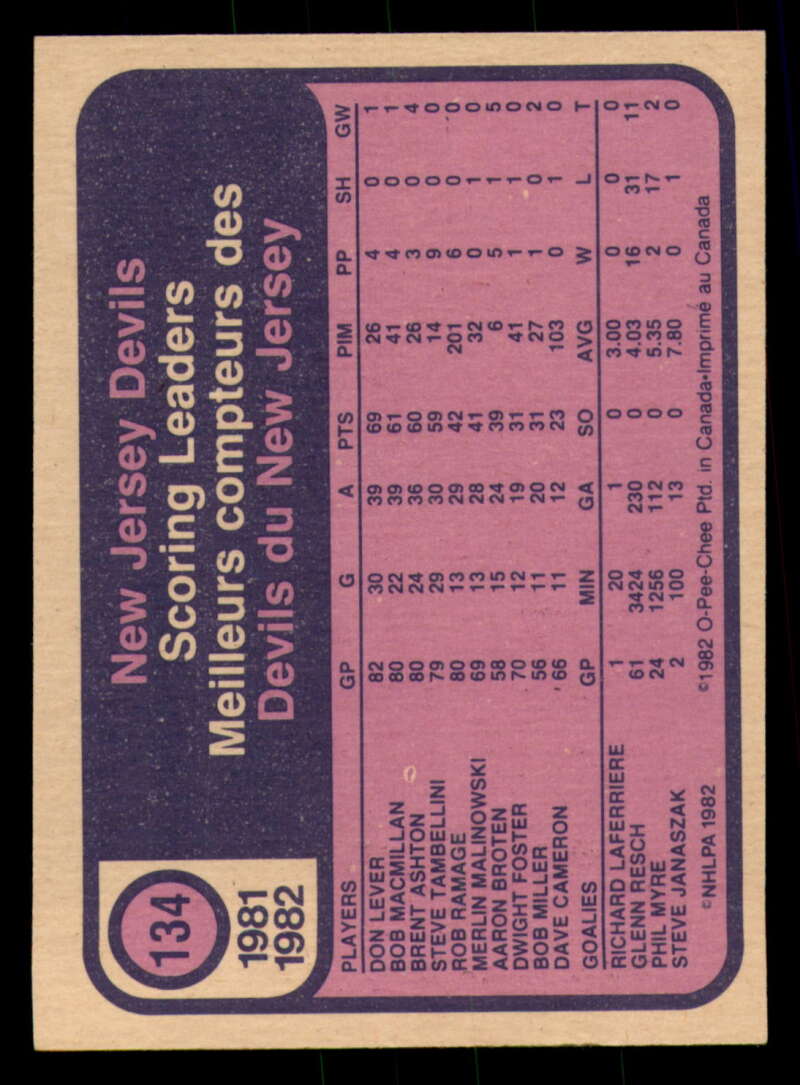 134
1981
1982
New Jersey Devils
Scoring Leaders
Meilleurs compteurs des
Devils du New Jersey
PLAYERS GP G A PTS PIM PP SH GW
DON LEVER 82 30 39 69 26 4 0 1
BOB MACMILLAN 80 22 39 61 41 4 0 1
BRENT ASHTON 80 24 36 60 26 3 0 4
STEVE TAMBELLINI 79 29 30 59 14 9 0 0
ROB RAMAGE 80 13 29 42 201 6 0 0
MERLIN MALINOWSKI 69 13 28 41 32 0 1 0
AARON BROTEN 58 15 24 39 6 5 1 5
DWIGHT FOSTER 70 12 19 31 41 1 1 0
BOB MILLER 56 11 20 31 27 1 0 2
DAVE CAMERON 66 11 12 23 103 0 1 0
GOALIES GP MIN GA SO AVG W L T
RICHARD LAFERRIERE 1 20 1 0 3.00 0 0 0
GLENN RESCH 61 3424 230 0 4.03 16 31 11
PHIL MYRE 24 1256 112 0 5.35 2 17 2
STEVE JANASZAK 2 100 13 0 7.80 0 1 0
©NHLPA 1982 ©1982 O-Pee-Chee Ptd. in Canada•Imprimé au Canada